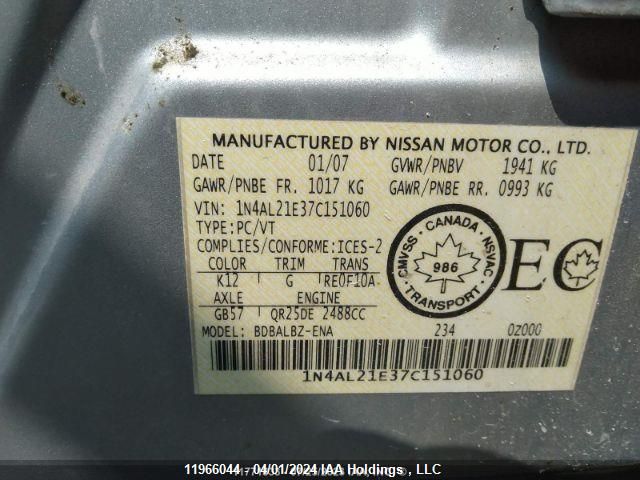 MANUFACTURED BY NISSAN MOTOR CO., LTD.
DATE 01/07 GVWR/PNBV 1941 KG
GAWR/PNBE FR. 1017 KG GAWR/PNBE RR. 0993 KG
VIN: 1N4AL21E37C151060
TYPE:PC/VT
COMPLIES/CONFORME:ICES-2
COLOR TRIM TRANS
K12 G RE0F10A
AXLE ENGINE
GB57 QR25DE 2488CC
MODEL: BDBALBZ-ENA 234 0Z000
CMVSS · CANADA · NSVAC
986
TRANSPORT
EC
1N4AL21E37C151060
11966044 - 04/01/2024 IAA Holdings , LLC